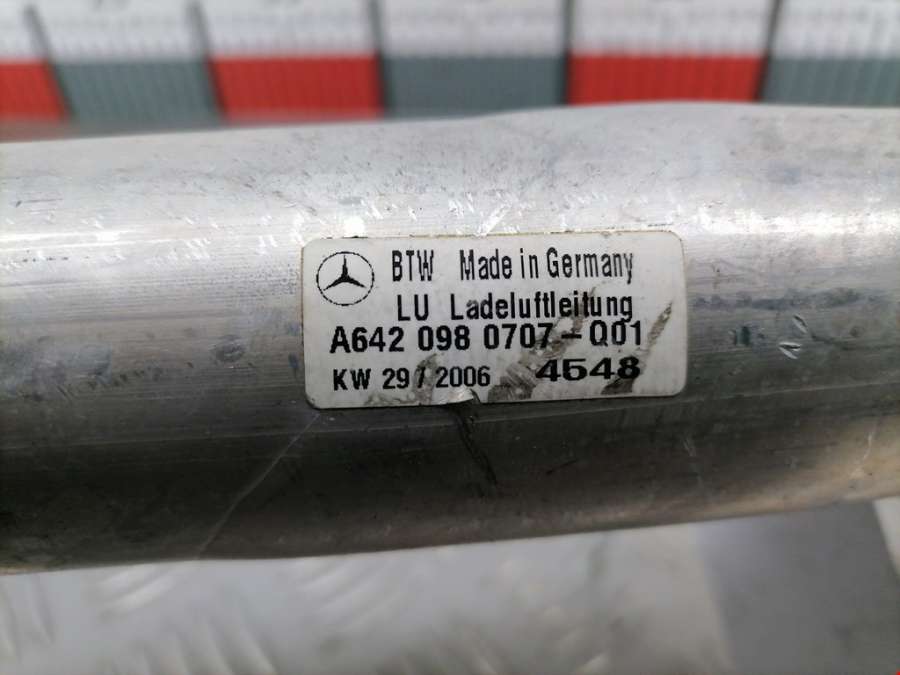 BTW Made in Germany
LU Ladeluftleitung
A642 098 0707-Q01
KW 29 / 2006 4548